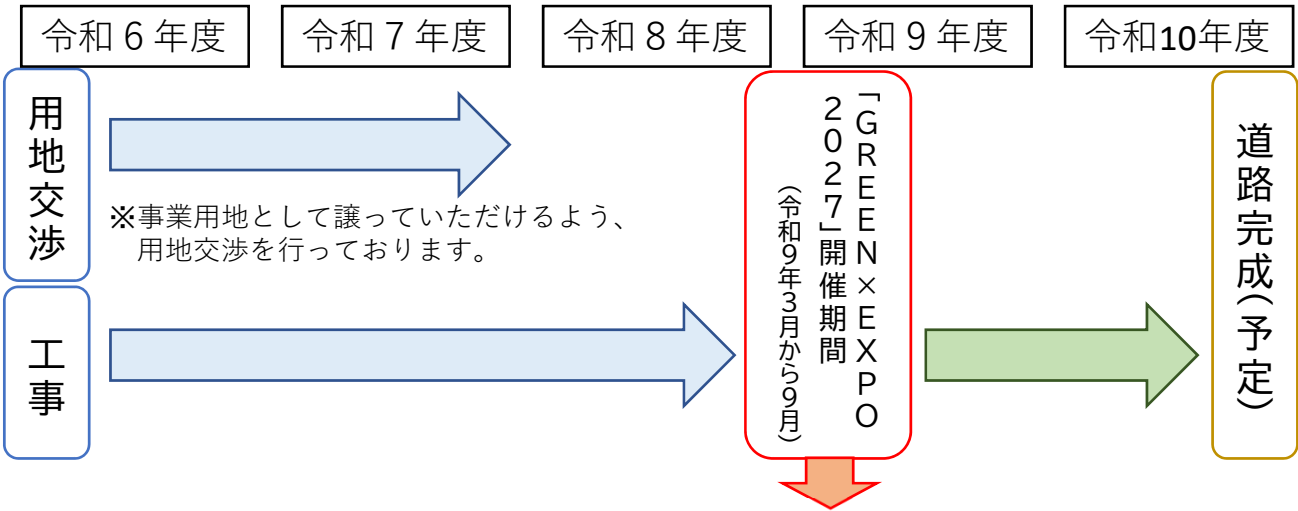 令和６年度
令和７年度
令和８年度
令和９年度
令和10年度
用地交渉
※事業用地として譲っていただけるよう、
用地交渉を行っております。
工事
「ＧＲＥＥＮ×ＥＸＰＯ
２０２７」開催期間
（令和９年３月から９月）
道路完成（予定）